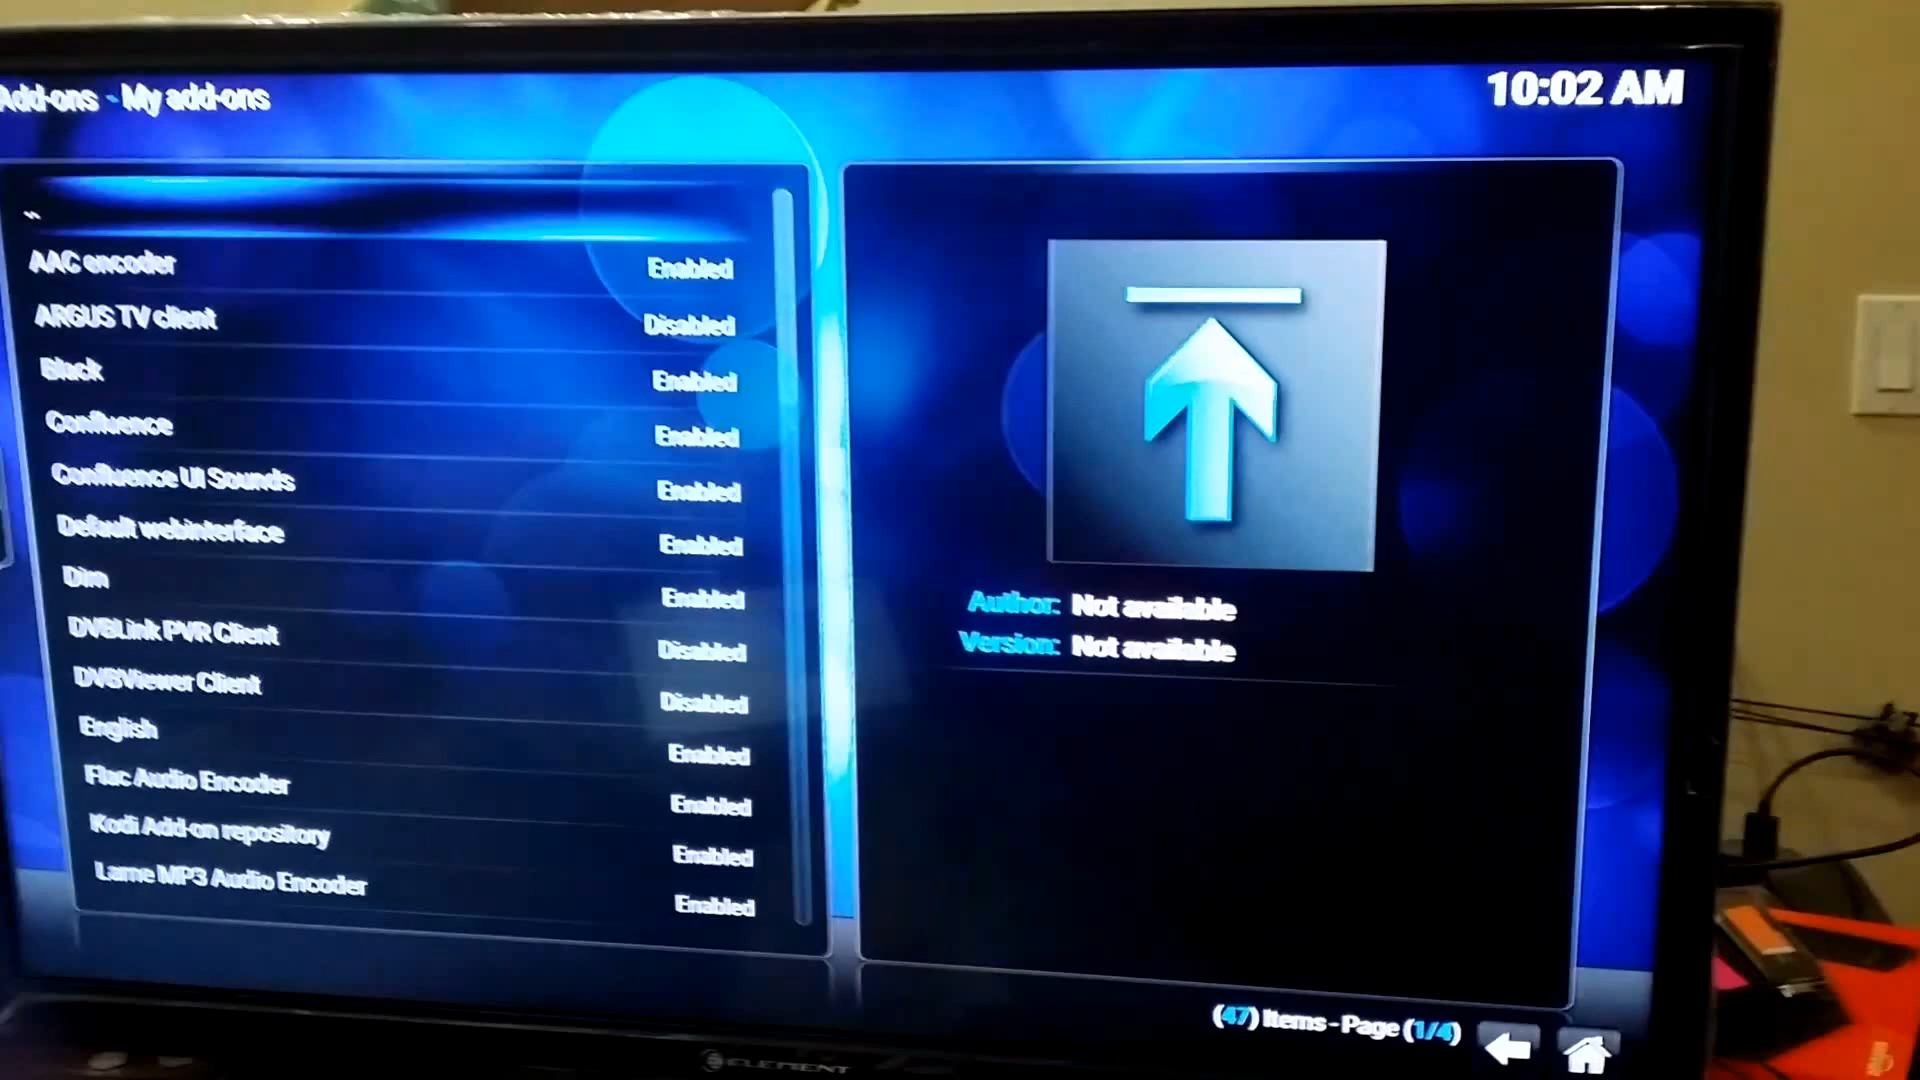 Add-ons - My add-ons
10:02 AM
..
AAC encoder Enabled
ARGUS TV client Disabled
Black Enabled
Confluence Enabled
Confluence UI Sounds Enabled
Default webinterface Enabled
Dim Enabled
DVBLink PVR Client Disabled
DVBViewer Client Disabled
English Enabled
Flac Audio Encoder Enabled
Kodi Add-on repository Enabled
Lame MP3 Audio Encoder Enabled
Author: Not available
Version: Not available
(47) Items - Page (1/4)
ELEMENT